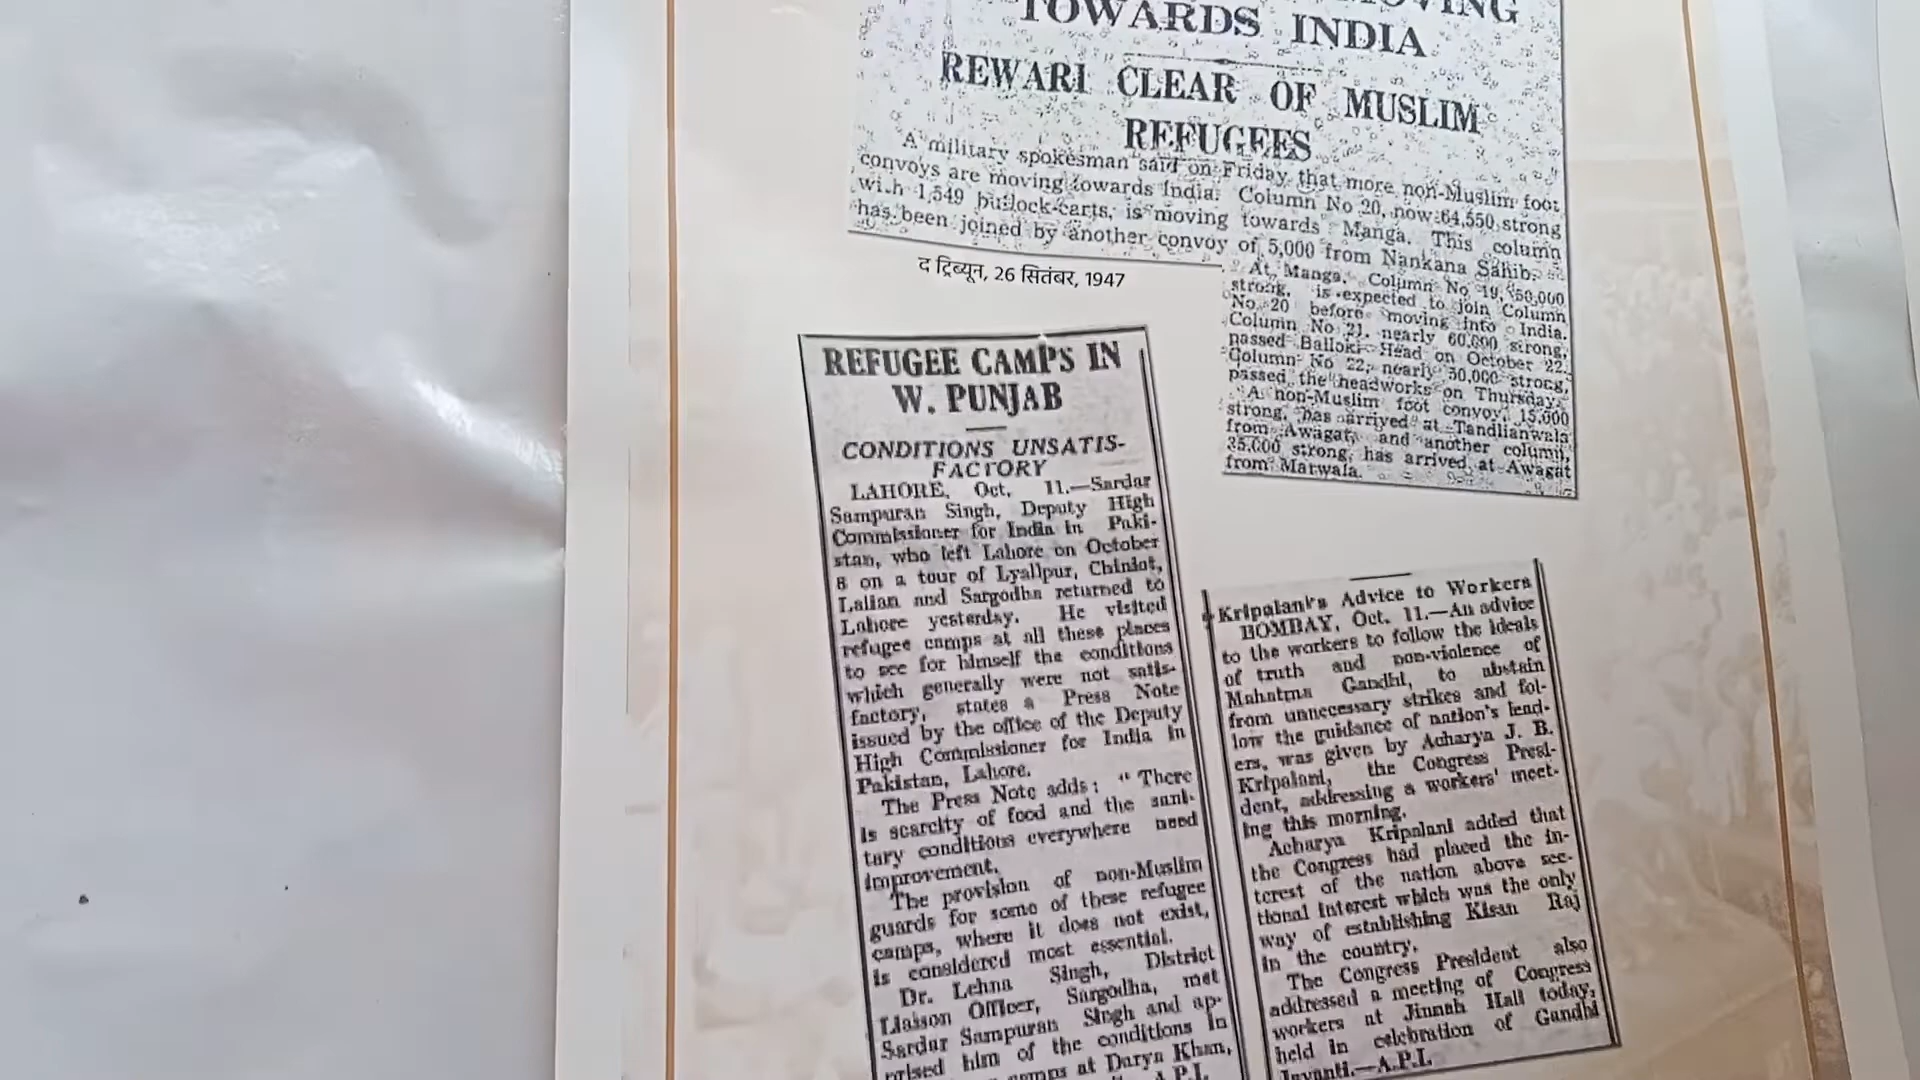 MOVING
TOWARDS INDIA
REWARI CLEAR OF MUSLIM
REFUGEES
A military spokesman said on Friday that more non-Muslim foot
convoys are moving towards India. Column No 20, now 64,550 strong
with 1,549 bullock-carts, is moving towards Manga. This column
has been joined by another convoy of 5,000 from Nankana Sahib.
At Manga, Column No 19,
strong, is expected to join Column
No 20 before moving into India.
Column No 21, nearly strong,
passed Balloki Head on October 22.
Column No 22, nearly strong,
passed the headworks on Thursday.
A non-Muslim foot convoy, 15,000
strong, has arrived at Tandlianwala
from Awagat, and another column,
35,000 strong, has arrived at Awagat
from Marwala.
द ट्रिब्यून, 26 सितंबर, 1947
REFUGEE CAMPS IN
W. PUNJAB
CONDITIONS UNSATIS-
FACTORY
LAHORE, Oct. 11.—Sardar
Sampuran Singh, Deputy High
Commissioner for India in Paki-
stan, who left Lahore on October
8 on a tour of Lyallpur, Chiniot,
Lalian and Sargodha returned to
Lahore yesterday. He visited
refugee camps at all these places
to see for himself the conditions
which generally were not satis-
factory, states a Press Note
issued by the office of the Deputy
High Commissioner for India in
Pakistan, Lahore.
The Press Note adds: " There
is scarcity of food and the sani-
tary conditions everywhere need
improvement.
The provision of non-Muslim
guards for some of these refugee
camps, where it does not exist,
is considered most essential.
Dr. Lehna Singh, District
Liaison Officer, Sargodha, met
Sardar Sampuran Singh and ap-
prised him of the conditions in
camps at Darya Khan,
A.P.I.
Kripalani's Advice to Workers
BOMBAY, Oct. 11.—An advice
to the workers to follow the ideals
of truth and non-violence of
Mahatma Gandhi, to abstain
from unnecessary strikes and fol-
low the guidance of nation's lead-
ers, was given by Acharya J. B.
Kripalani, the Congress Presi-
dent, addressing a workers' meet-
ing this morning.
Acharya Kripalani added that
the Congress had placed the in-
terest of the nation above sec-
tional interest which was the only
way of establishing Kisan Raj
in the country.
The Congress President also
addressed a meeting of Congress
workers at Jinnah Hall today,
held in celebration of Gandhi
Jayanti.—A.P.I.